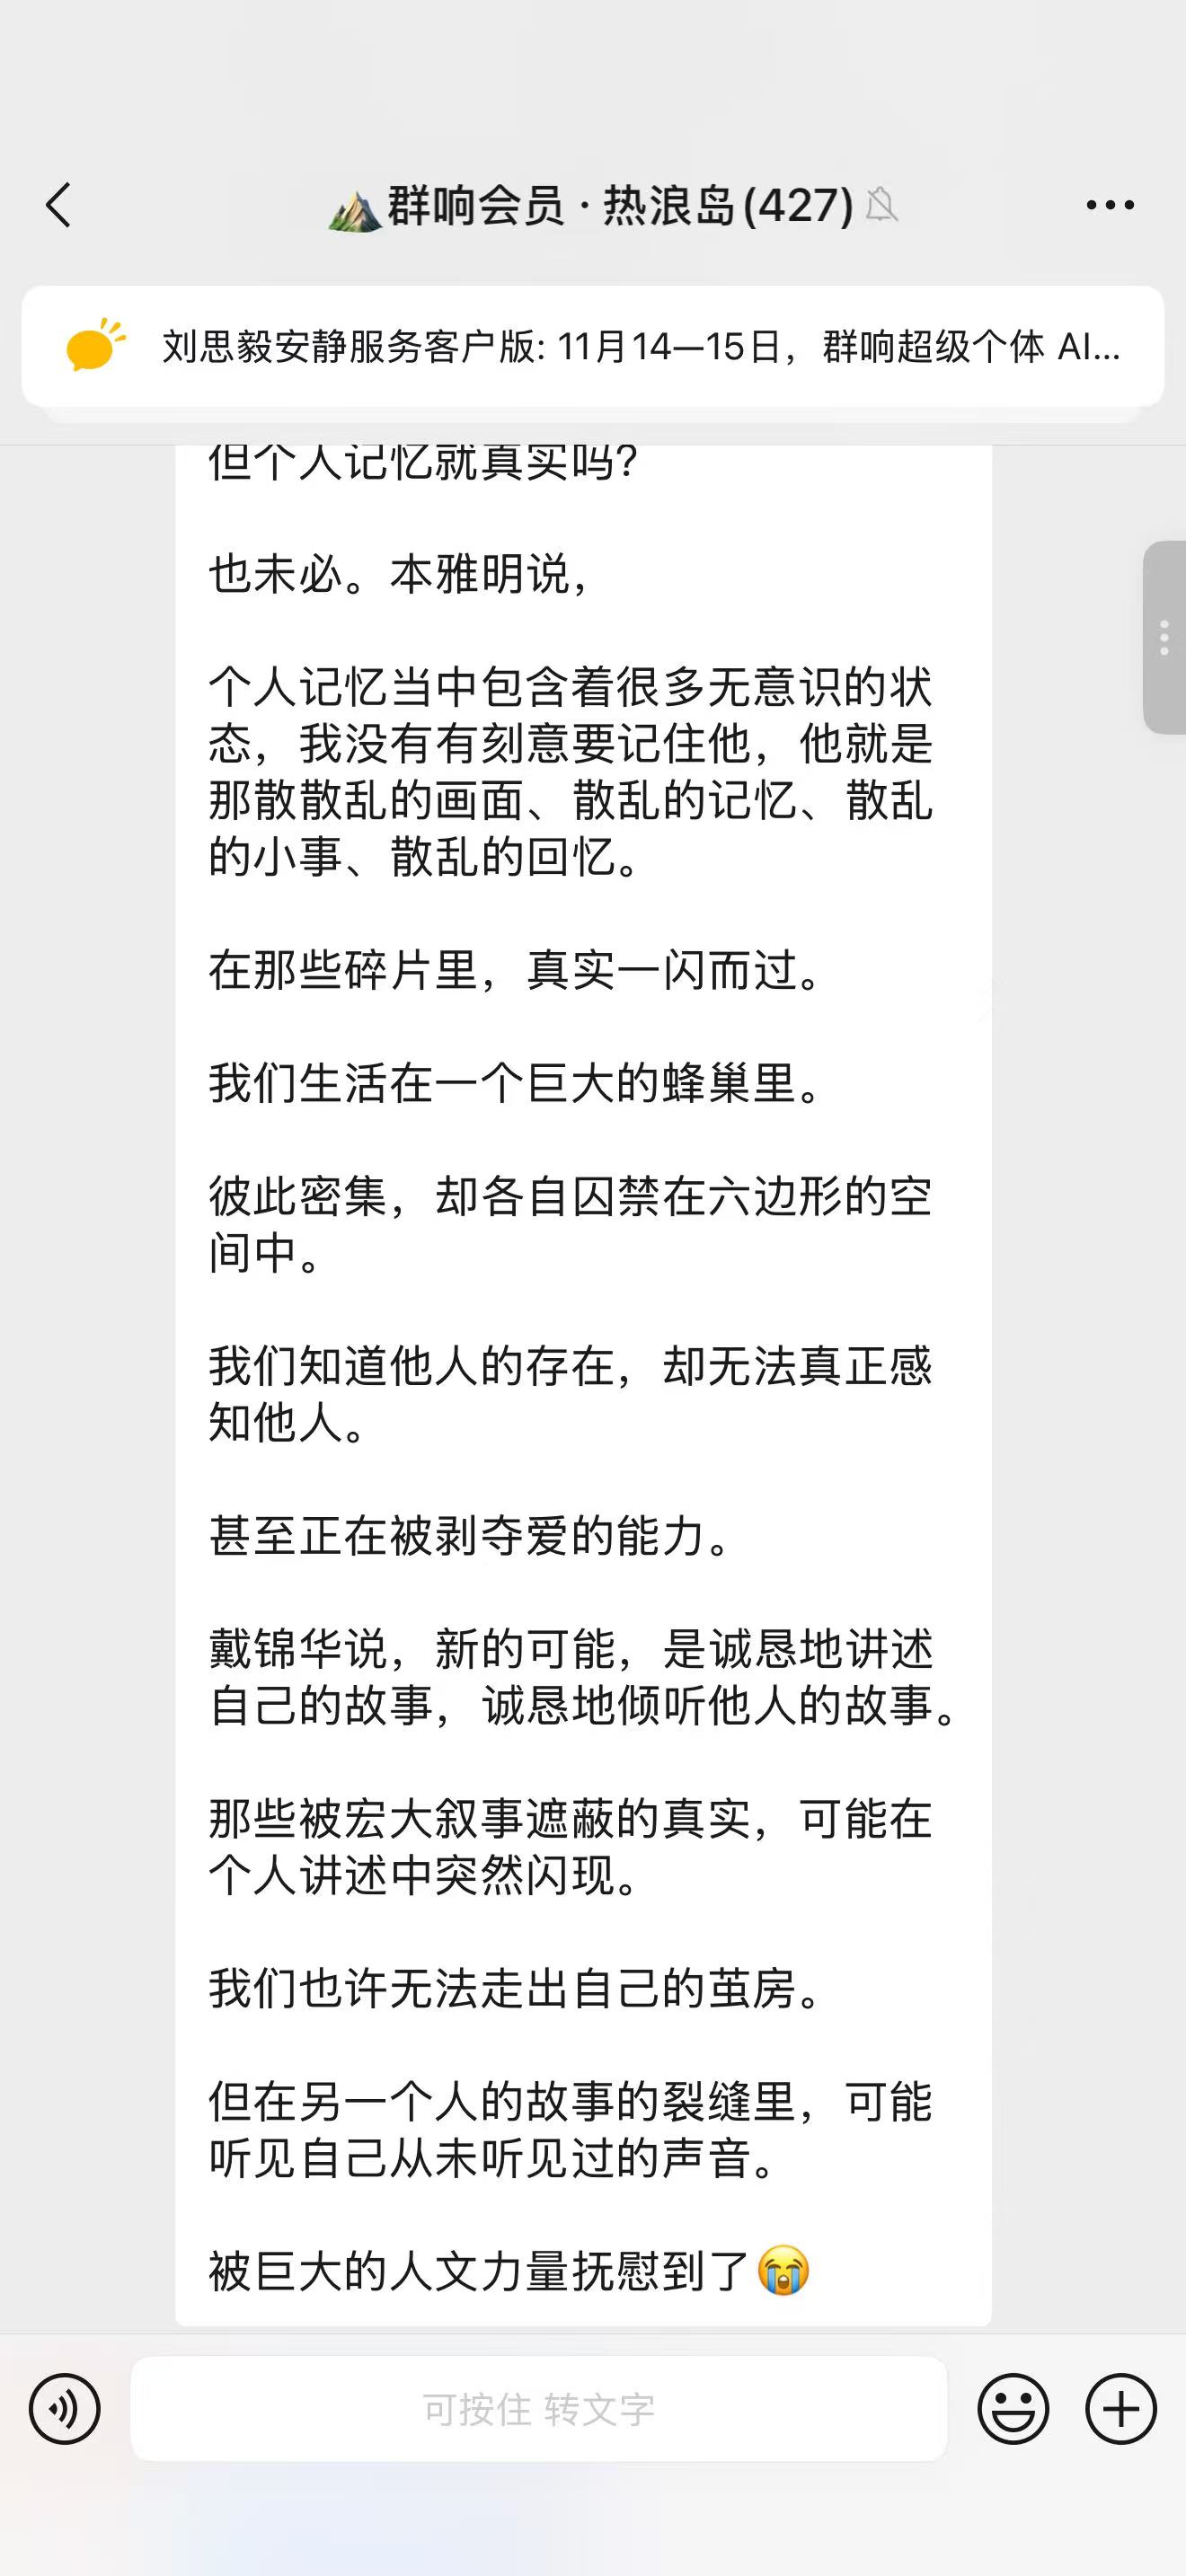 群响会员 · 热浪岛(427)
刘思毅安静服务客户版: 11月14—15日，群响超级个体 AI...
但个人记忆就真实吗？
也未必。本雅明说，
个人记忆当中包含着很多无意识的状
态，我没有有刻意要记住他，他就是
那散散乱的画面、散乱的记忆、散乱
的小事、散乱的回忆。
在那些碎片里，真实一闪而过。
我们生活在一个巨大的蜂巢里。
彼此密集，却各自囚禁在六边形的空
间中。
我们知道他人的存在，却无法真正感
知他人。
甚至正在被剥夺爱的能力。
戴锦华说，新的可能，是诚恳地讲述
自己的故事，诚恳地倾听他人的故事。
那些被宏大叙事遮蔽的真实，可能在
个人讲述中突然闪现。
我们也许无法走出自己的茧房。
但在另一个人的故事的裂缝里，可能
听见自己从未听见过的声音。
被巨大的人文力量抚慰到了😭
可按住 转文字